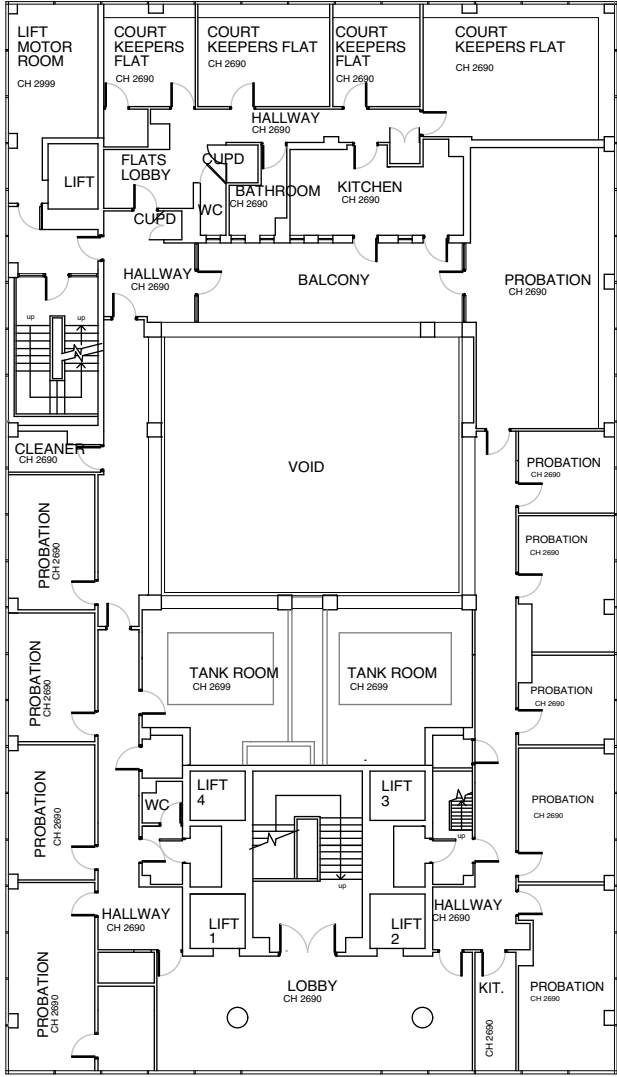 LIFT
MOTOR
ROOM
CH 2999
COURT
KEEPERS
FLAT
CH 2690
COURT
KEEPERS FLAT
CH 2690
COURT
KEEPERS
FLAT
CH 2690
COURT
KEEPERS FLAT
CH 2690
HALLWAY
CH 2690
LIFT
FLATS
LOBBY
CUPD
BATHROOM
CH 2690
KITCHEN
CH 2690
WC
CUPD
HALLWAY
CH 2690
BALCONY
PROBATION
CH 2690
up
up
CLEANER
CH 2690
VOID
PROBATION
CH 2690
PROBATION
CH 2690
PROBATION
CH 2690
PROBATION
CH 2690
TANK ROOM
CH 2699
TANK ROOM
CH 2699
PROBATION
CH 2690
PROBATION
CH 2690
LIFT
4
LIFT
3
WC
PROBATION
CH 2690
up
up
HALLWAY
CH 2690
LIFT
1
LIFT
2
HALLWAY
CH 2690
PROBATION
CH 2690
LOBBY
CH 2690
KIT.
CH 2690
PROBATION
CH 2690